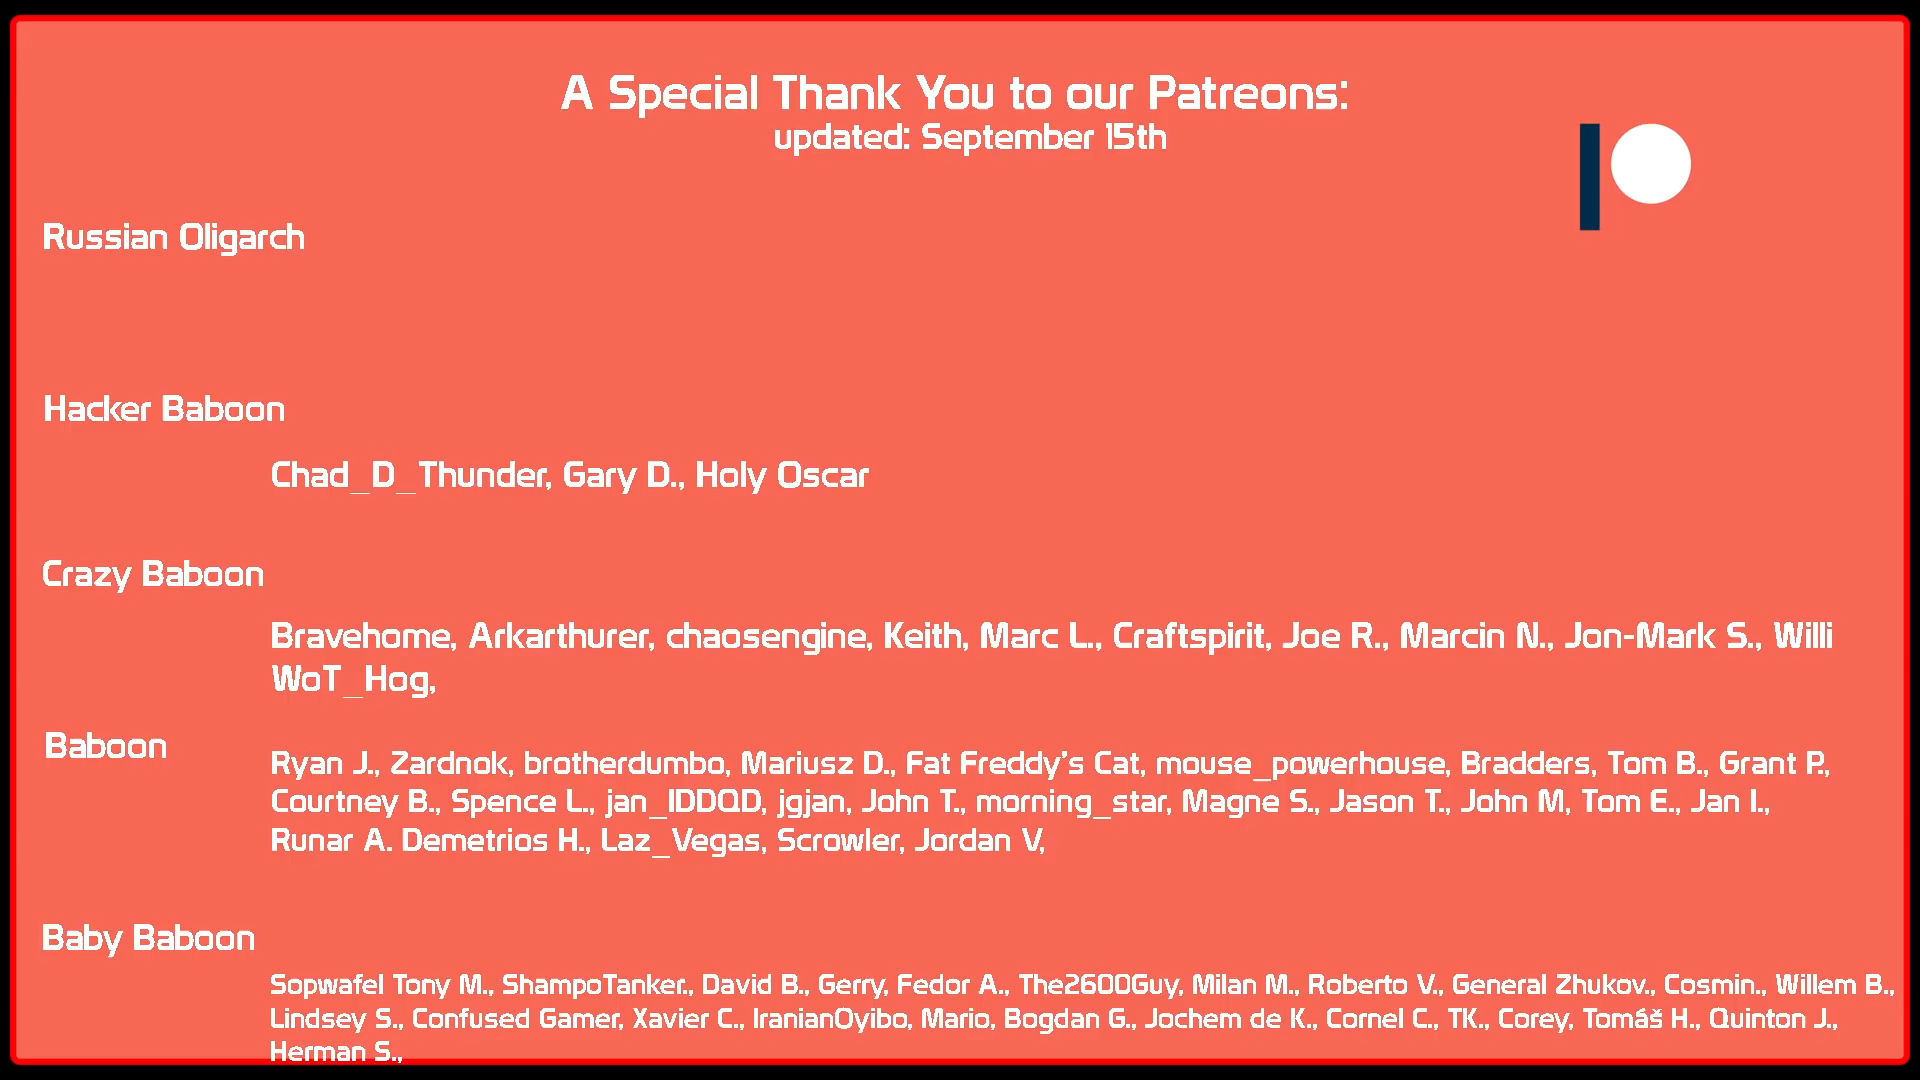 A Special Thank You to our Patreons:
updated: September 15th
Russian Oligarch
Hacker Baboon
Chad_D_Thunder, Gary D., Holy Oscar
Crazy Baboon
Bravehome, Arkarthurer, chaosengine, Keith, Marc L., Craftspirit, Joe R., Marcin N., Jon-Mark S., Willi
WoT_Hog,
Baboon
Ryan J., Zardnok, brotherdumbo, Mariusz D., Fat Freddy's Cat, mouse_powerhouse, Bradders, Tom B., Grant P.,
Courtney B., Spence L., jan_IDDQD, jgjan, John T., morning_star, Magne S., Jason T., John M, Tom E., Jan I.,
Runar A. Demetrios H., Laz_Vegas, Scrowler, Jordan V,
Baby Baboon
Sopwafel Tony M., ShampoTanker., David B., Gerry, Fedor A., The2600Guy, Milan M., Roberto V., General Zhukov., Cosmin., Willem B.,
Lindsey S., Confused Gamer, Xavier C., IranianOyibo, Mario, Bogdan G., Jochem de K., Cornel C., TK., Corey, Tomáš H., Quinton J.,
Herman S.,